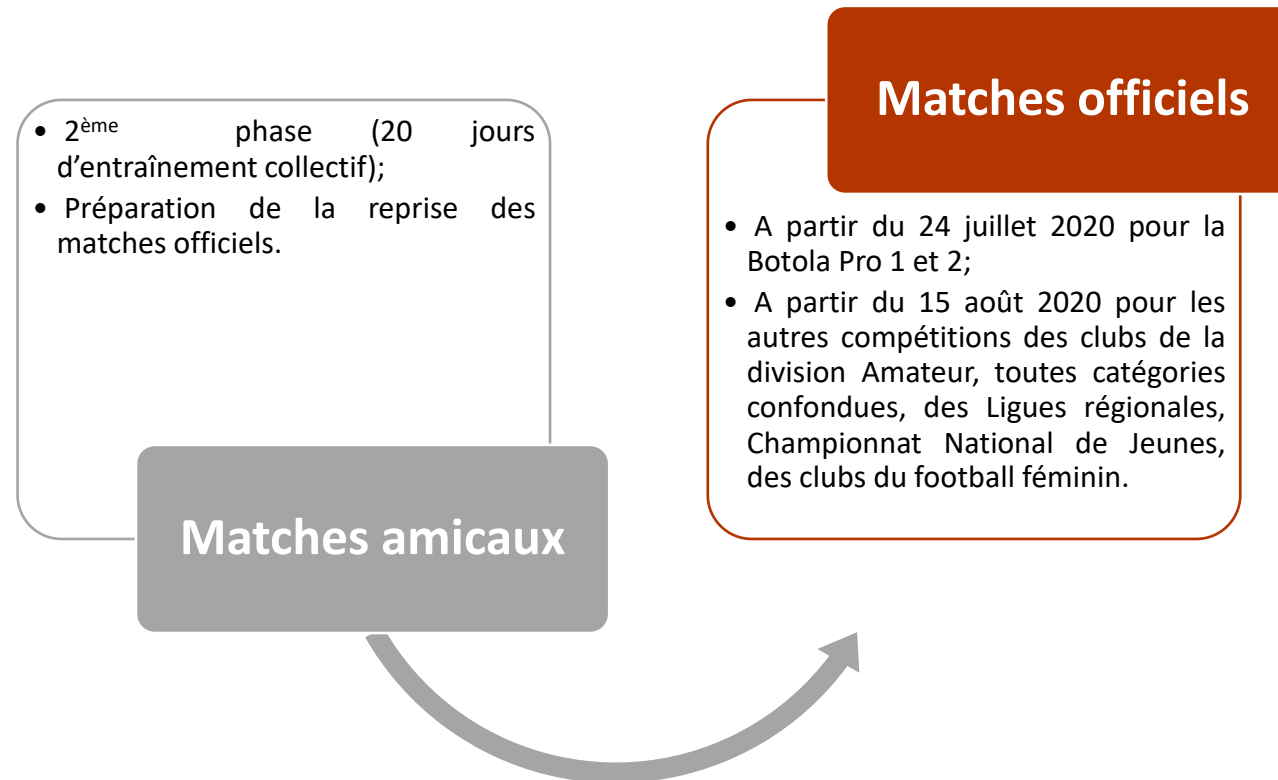 • 2ème phase (20 jours
d’entraînement collectif);
• Préparation de la reprise des
matches officiels.
Matches amicaux
Matches officiels
• A partir du 24 juillet 2020 pour la
Botola Pro 1 et 2;
• A partir du 15 août 2020 pour les
autres compétitions des clubs de la
division Amateur, toutes catégories
confondues, des Ligues régionales,
Championnat National de Jeunes,
des clubs du football féminin.